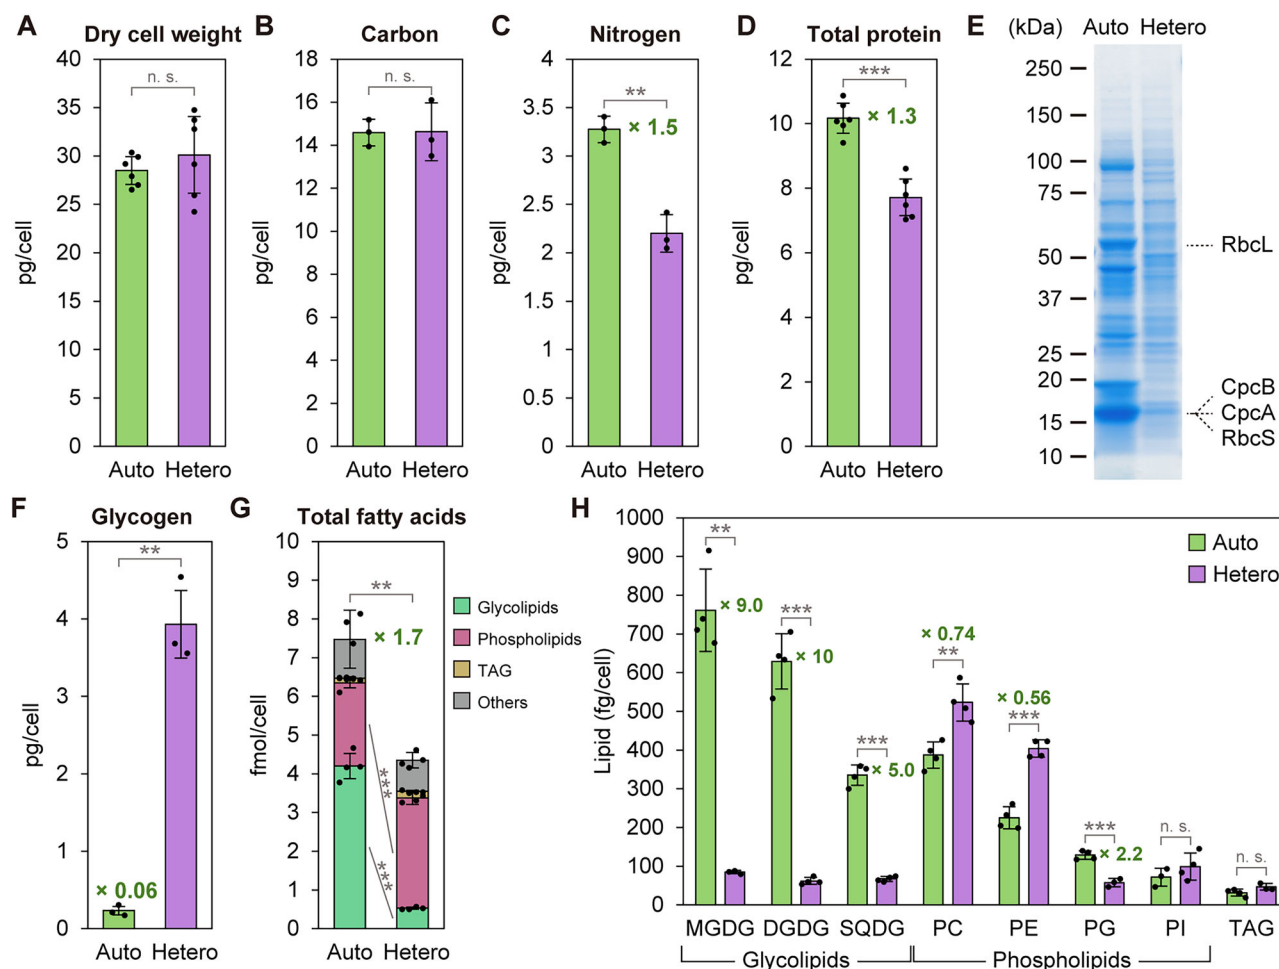 A
Dry cell weight
n. s.
pg/cell
40
35
30
25
20
15
10
5
0
Auto Hetero
B
Carbon
n. s.
pg/cell
18
16
14
12
10
8
6
4
2
0
Auto Hetero
C
Nitrogen
**
× 1.5
pg/cell
4
3.5
3
2.5
2
1.5
1
0.5
0
Auto Hetero
D
Total protein
***
× 1.3
pg/cell
12
10
8
6
4
2
0
Auto Hetero
E
(kDa) Auto Hetero
250
150
100
75
50
37
25
20
15
10
RbcL
CpcB
CpcA
RbcS
F
Glycogen
**
× 0.06
pg/cell
5
4
3
2
1
0
Auto Hetero
G
Total fatty acids
**
× 1.7
***
***
fmol/cell
10
9
8
7
6
5
4
3
2
1
0
Auto Hetero
Glycolipids
Phospholipids
TAG
Others
H
Lipid (fg/cell)
1000
900
800
700
600
500
400
300
200
100
0
Auto
Hetero
**
× 9.0
***
× 10
***
× 5.0
× 0.74
**
× 0.56
***
***
× 2.2
n. s.
n. s.
MGDG DGDG SQDG PC PE PG PI TAG
Glycolipids Phospholipids